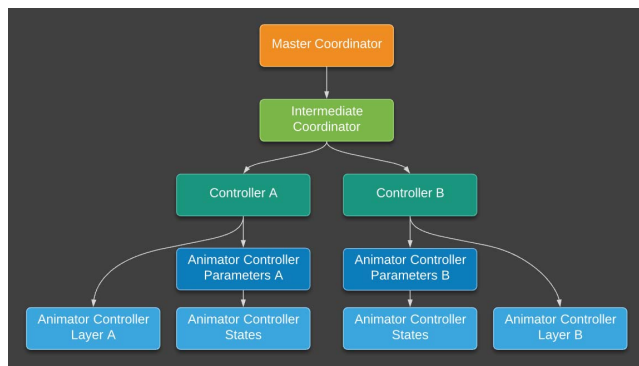 Master Coordinator
Intermediate
Coordinator
Controller A
Controller B
Animator Controller
Parameters A
Animator Controller
Parameters B
Animator Controller
Layer A
Animator Controller
States
Animator Controller
States
Animator Controller
Layer B